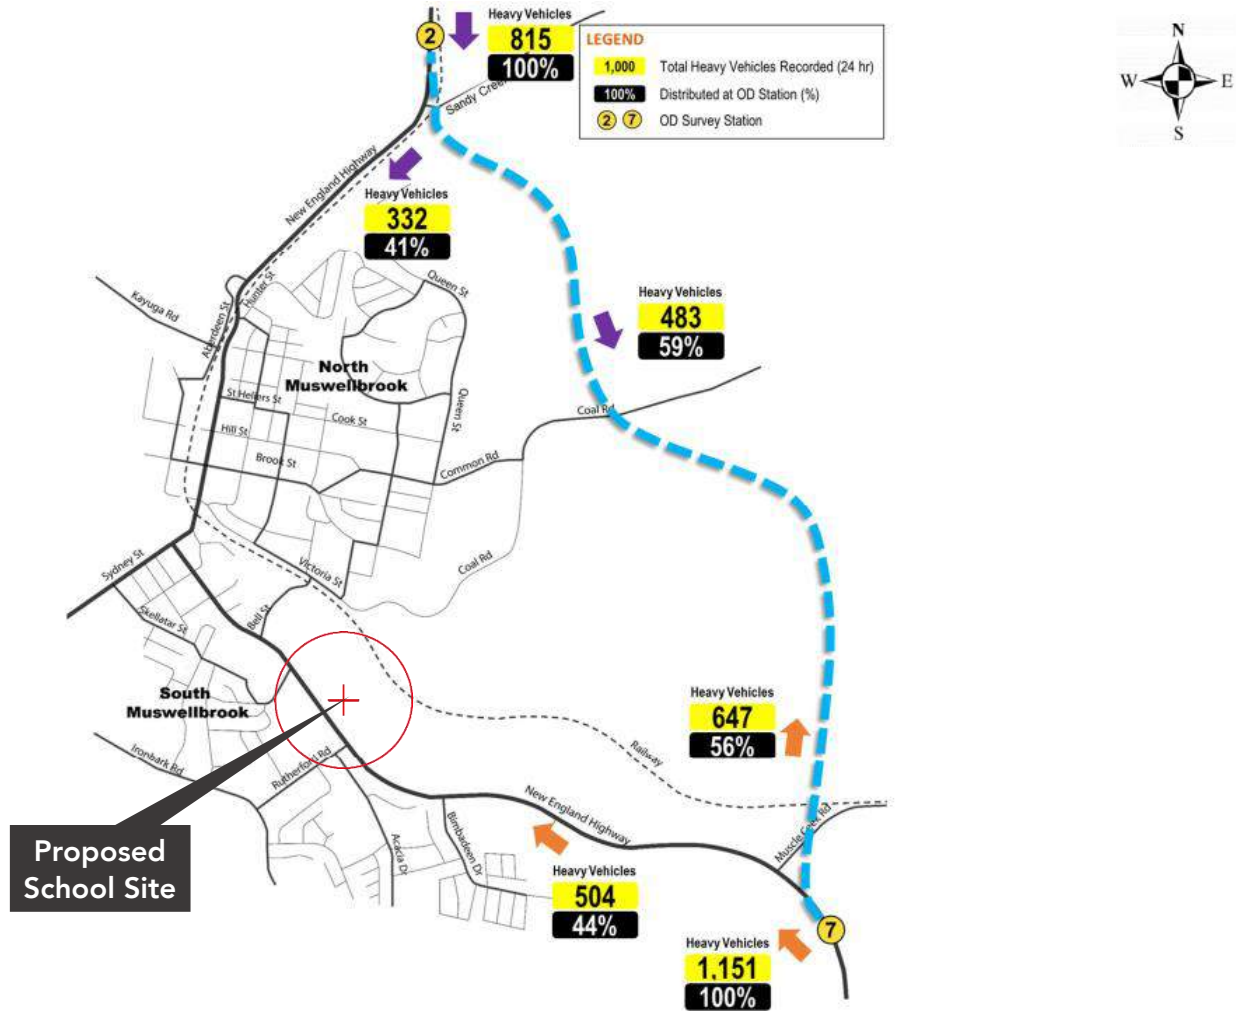 Heavy Vehicles
815
100%
2
LEGEND
1,000 Total Heavy Vehicles Recorded (24 hr)
100% Distributed at OD Station (%)
2 7 OD Survey Station
N
W E
S
Sandy Creek
New England Highway
Heavy Vehicles
332
41%
Heavy Vehicles
483
59%
Kayuga Rd
Aberdeen St
Hunter St
Queen St
North
Muswellbrook
St Heliers St
Cook St
Queen St
Hill St
Brook St
Common Rd
Coal Rd
Sydney St
Victoria St
Coal Rd
Skellatar St
Bell St
South
Muswellbrook
Ironbark Rd
Rutherford Rd
Heavy Vehicles
647
56%
Railway
New England Highway
Muscle Creek Rd
Acacia Dr
Bimbadeen Dr
Proposed
School Site
Heavy Vehicles
504
44%
7
Heavy Vehicles
1,151
100%